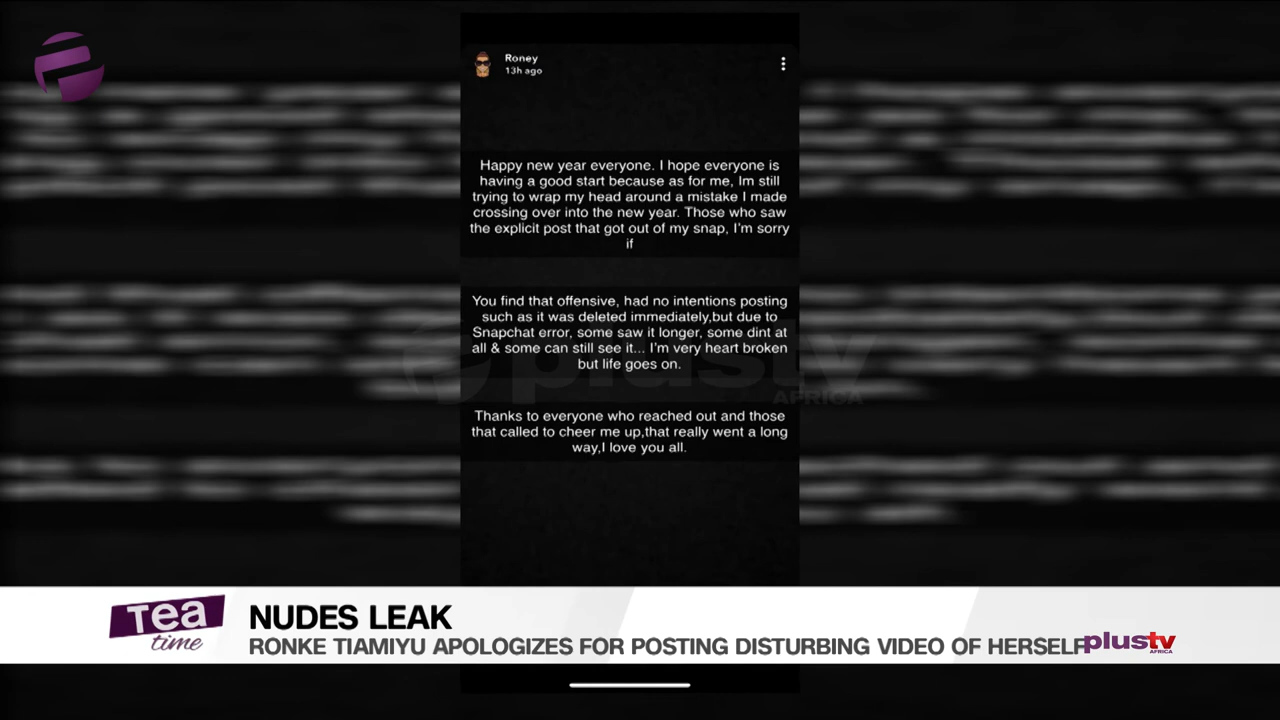 Roney
13h ago
Happy new year everyone. I hope everyone is
having a good start because as for me, Im still
trying to wrap my head around a mistake I made
crossing over into the new year. Those who saw
the explicit post that got out of my snap, I'm sorry
if
You find that offensive, had no intentions posting
such as it was deleted immediately,but due to
Snapchat error, some saw it longer, some dint at
all & some can still see it... I'm very heart broken
but life goes on.
plustv
AFRICA
Thanks to everyone who reached out and those
that called to cheer me up,that really went a long
way,I love you all.
Tea
time
NUDES LEAK
RONKE TIAMIYU APOLOGIZES FOR POSTING DISTURBING VIDEO OF HERSELF
plustv
AFRICA